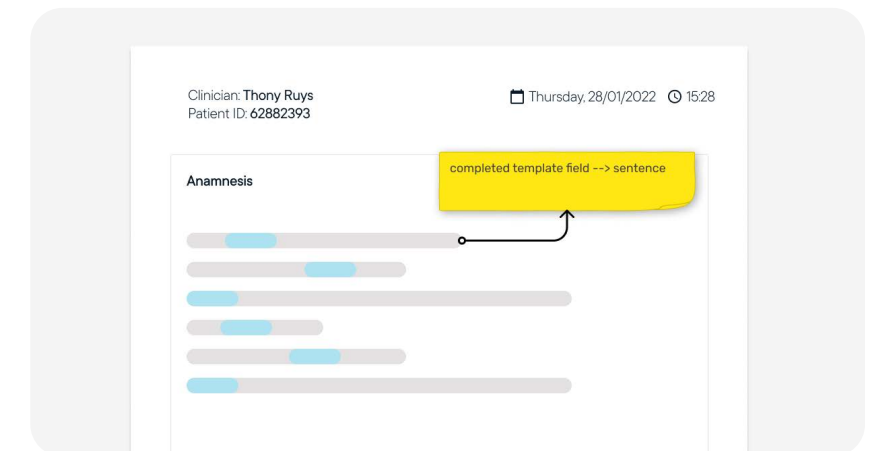 Clinician: Thony Ruys
Thursday, 28/01/2022 15:28
Patient ID: 62882393
Anamnesis
completed template field --> sentence